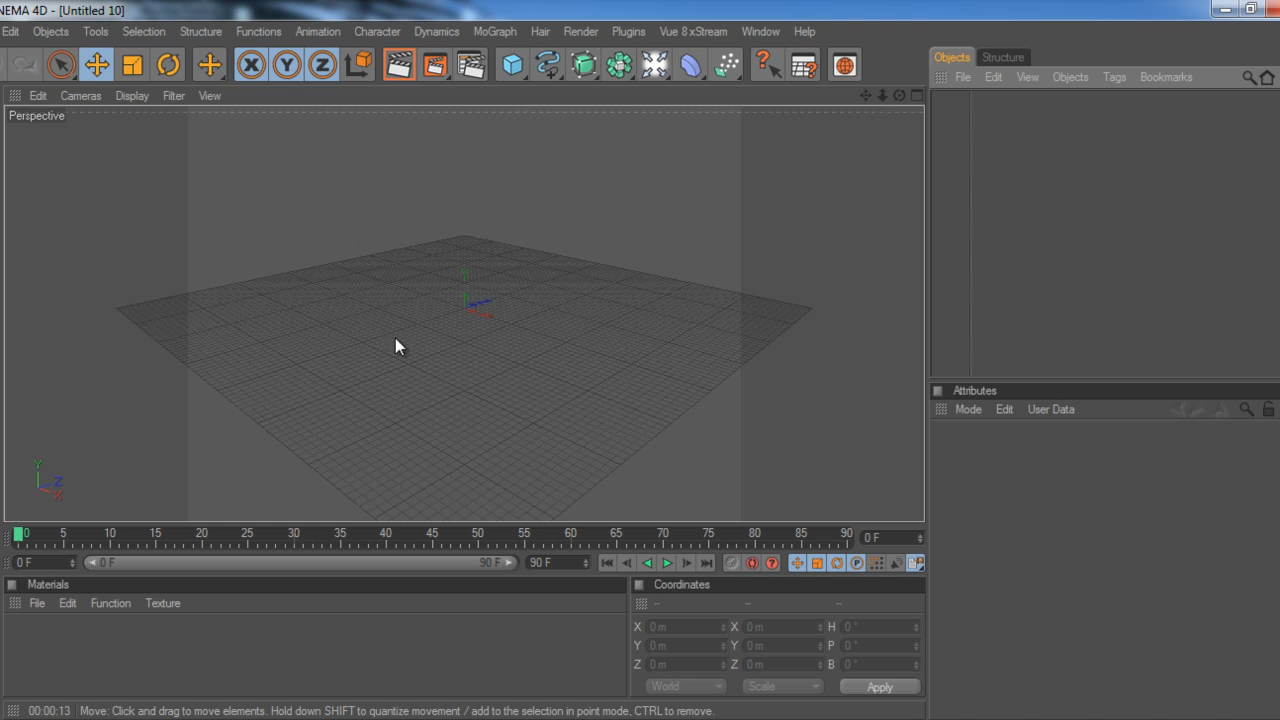 NEMA 4D - [Untitled 10]
Edit Objects Tools Selection Structure Functions Animation Character Dynamics MoGraph Hair Render Plugins Vue 8 xStream Window Help
X Y Z
Objects Structure
File Edit View Objects Tags Bookmarks
Edit Cameras Display Filter View
Perspective
Y
Z
X
Attributes
Mode Edit User Data
0 5 10 15 20 25 30 35 40 45 50 55 60 65 70 75 80 85 90 0 F
0 F 0 F 90 F 90 F P
Materials
File Edit Function Texture
Coordinates
-- -- --
X 0 m X 0 m H 0 °
Y 0 m Y 0 m P 0 °
Z 0 m Z 0 m B 0 °
World Scale Apply
00:00:13 Move: Click and drag to move elements. Hold down SHIFT to quantize movement / add to the selection in point mode, CTRL to remove.